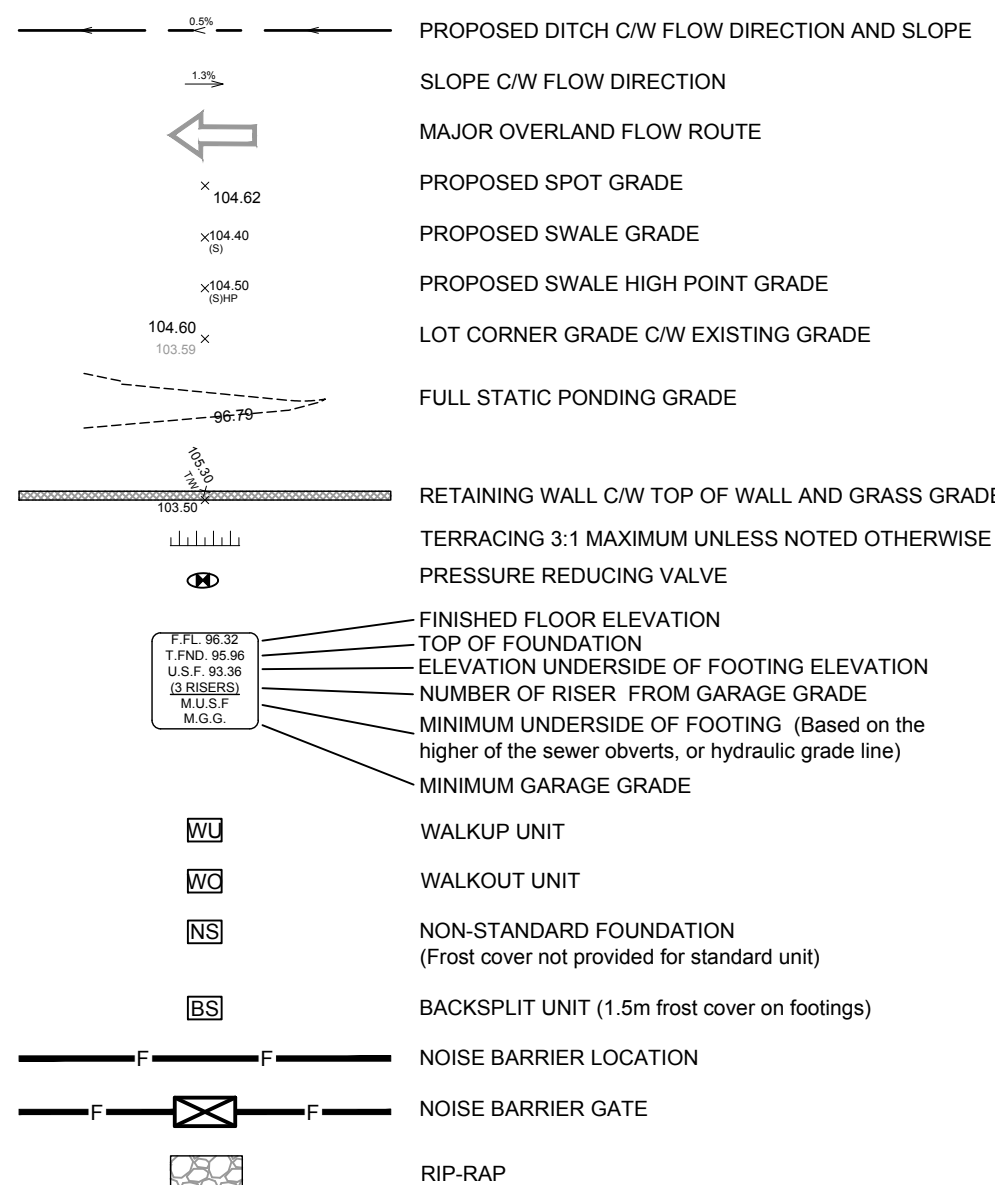 0.5%
PROPOSED DITCH C/W FLOW DIRECTION AND SLOPE
1.3%
SLOPE C/W FLOW DIRECTION
MAJOR OVERLAND FLOW ROUTE
104.62
PROPOSED SPOT GRADE
104.40
(S)
PROPOSED SWALE GRADE
104.50
(S)HP
PROPOSED SWALE HIGH POINT GRADE
104.60
103.59
LOT CORNER GRADE C/W EXISTING GRADE
96.79
FULL STATIC PONDING GRADE
105.30
T/W
103.50
RETAINING WALL C/W TOP OF WALL AND GRASS GRADE
TERRACING 3:1 MAXIMUM UNLESS NOTED OTHERWISE
PRESSURE REDUCING VALVE
F.FL. 96.32
T.FND. 95.96
U.S.F. 93.36
(3 RISERS)
M.U.S.F
M.G.G.
FINISHED FLOOR ELEVATION
TOP OF FOUNDATION
ELEVATION UNDERSIDE OF FOOTING ELEVATION
NUMBER OF RISER FROM GARAGE GRADE
MINIMUM UNDERSIDE OF FOOTING (Based on the
higher of the sewer obverts, or hydraulic grade line)
MINIMUM GARAGE GRADE
WU
WALKUP UNIT
WO
WALKOUT UNIT
NS
NON-STANDARD FOUNDATION
(Frost cover not provided for standard unit)
BS
BACKSPLIT UNIT (1.5m frost cover on footings)
F F
NOISE BARRIER LOCATION
F F
NOISE BARRIER GATE
RIP-RAP